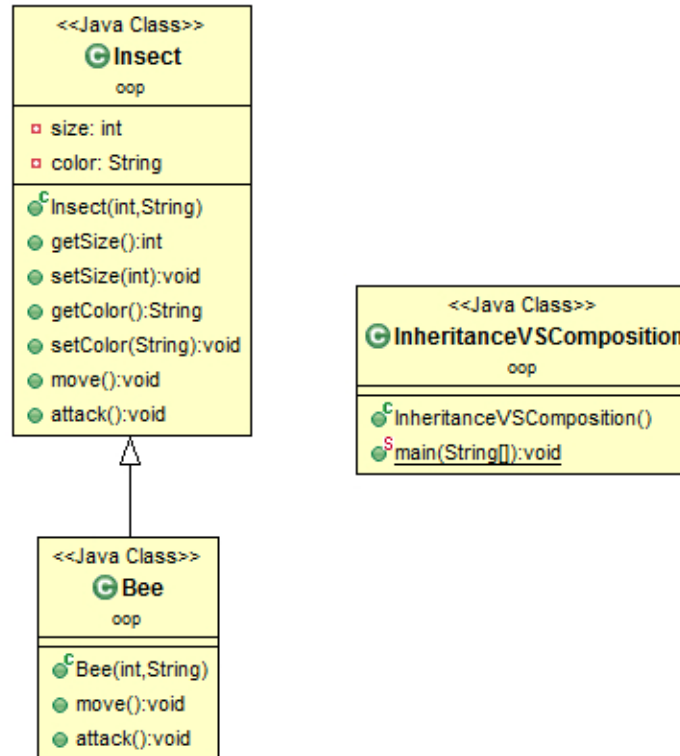 <<Java Class>>
Insect
oop
size: int
color: String
Insect(int,String)
getSize():int
setSize(int):void
getColor():String
setColor(String):void
move():void
attack():void
<<Java Class>>
InheritanceVSComposition
oop
InheritanceVSComposition()
main(String[]):void
<<Java Class>>
Bee
oop
Bee(int,String)
move():void
attack():void